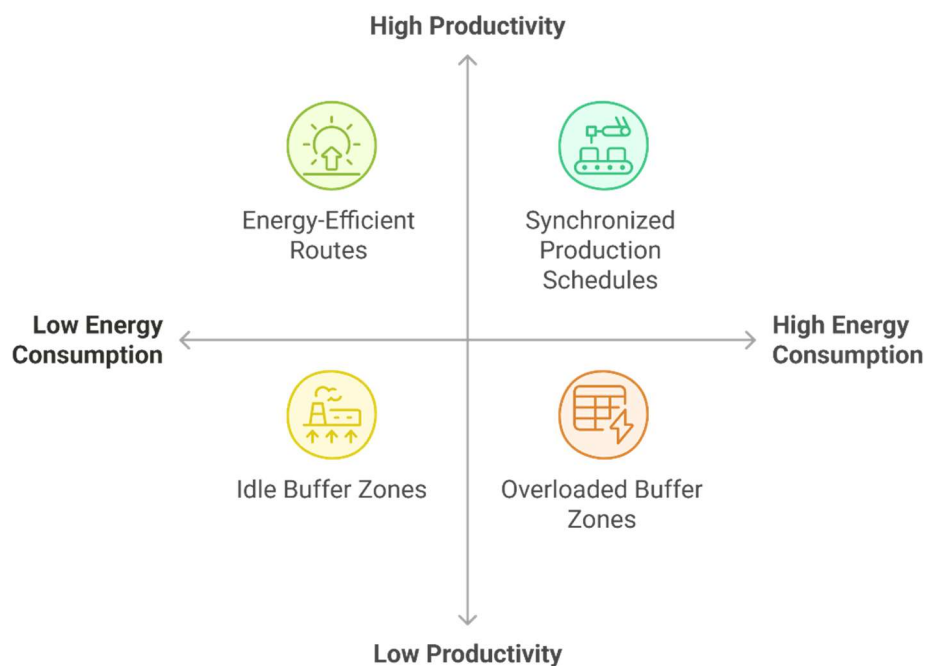 High Productivity
Energy-Efficient
Routes
Synchronized
Production
Schedules
Low Energy
Consumption
High Energy
Consumption
Idle Buffer Zones
Overloaded Buffer
Zones
Low Productivity